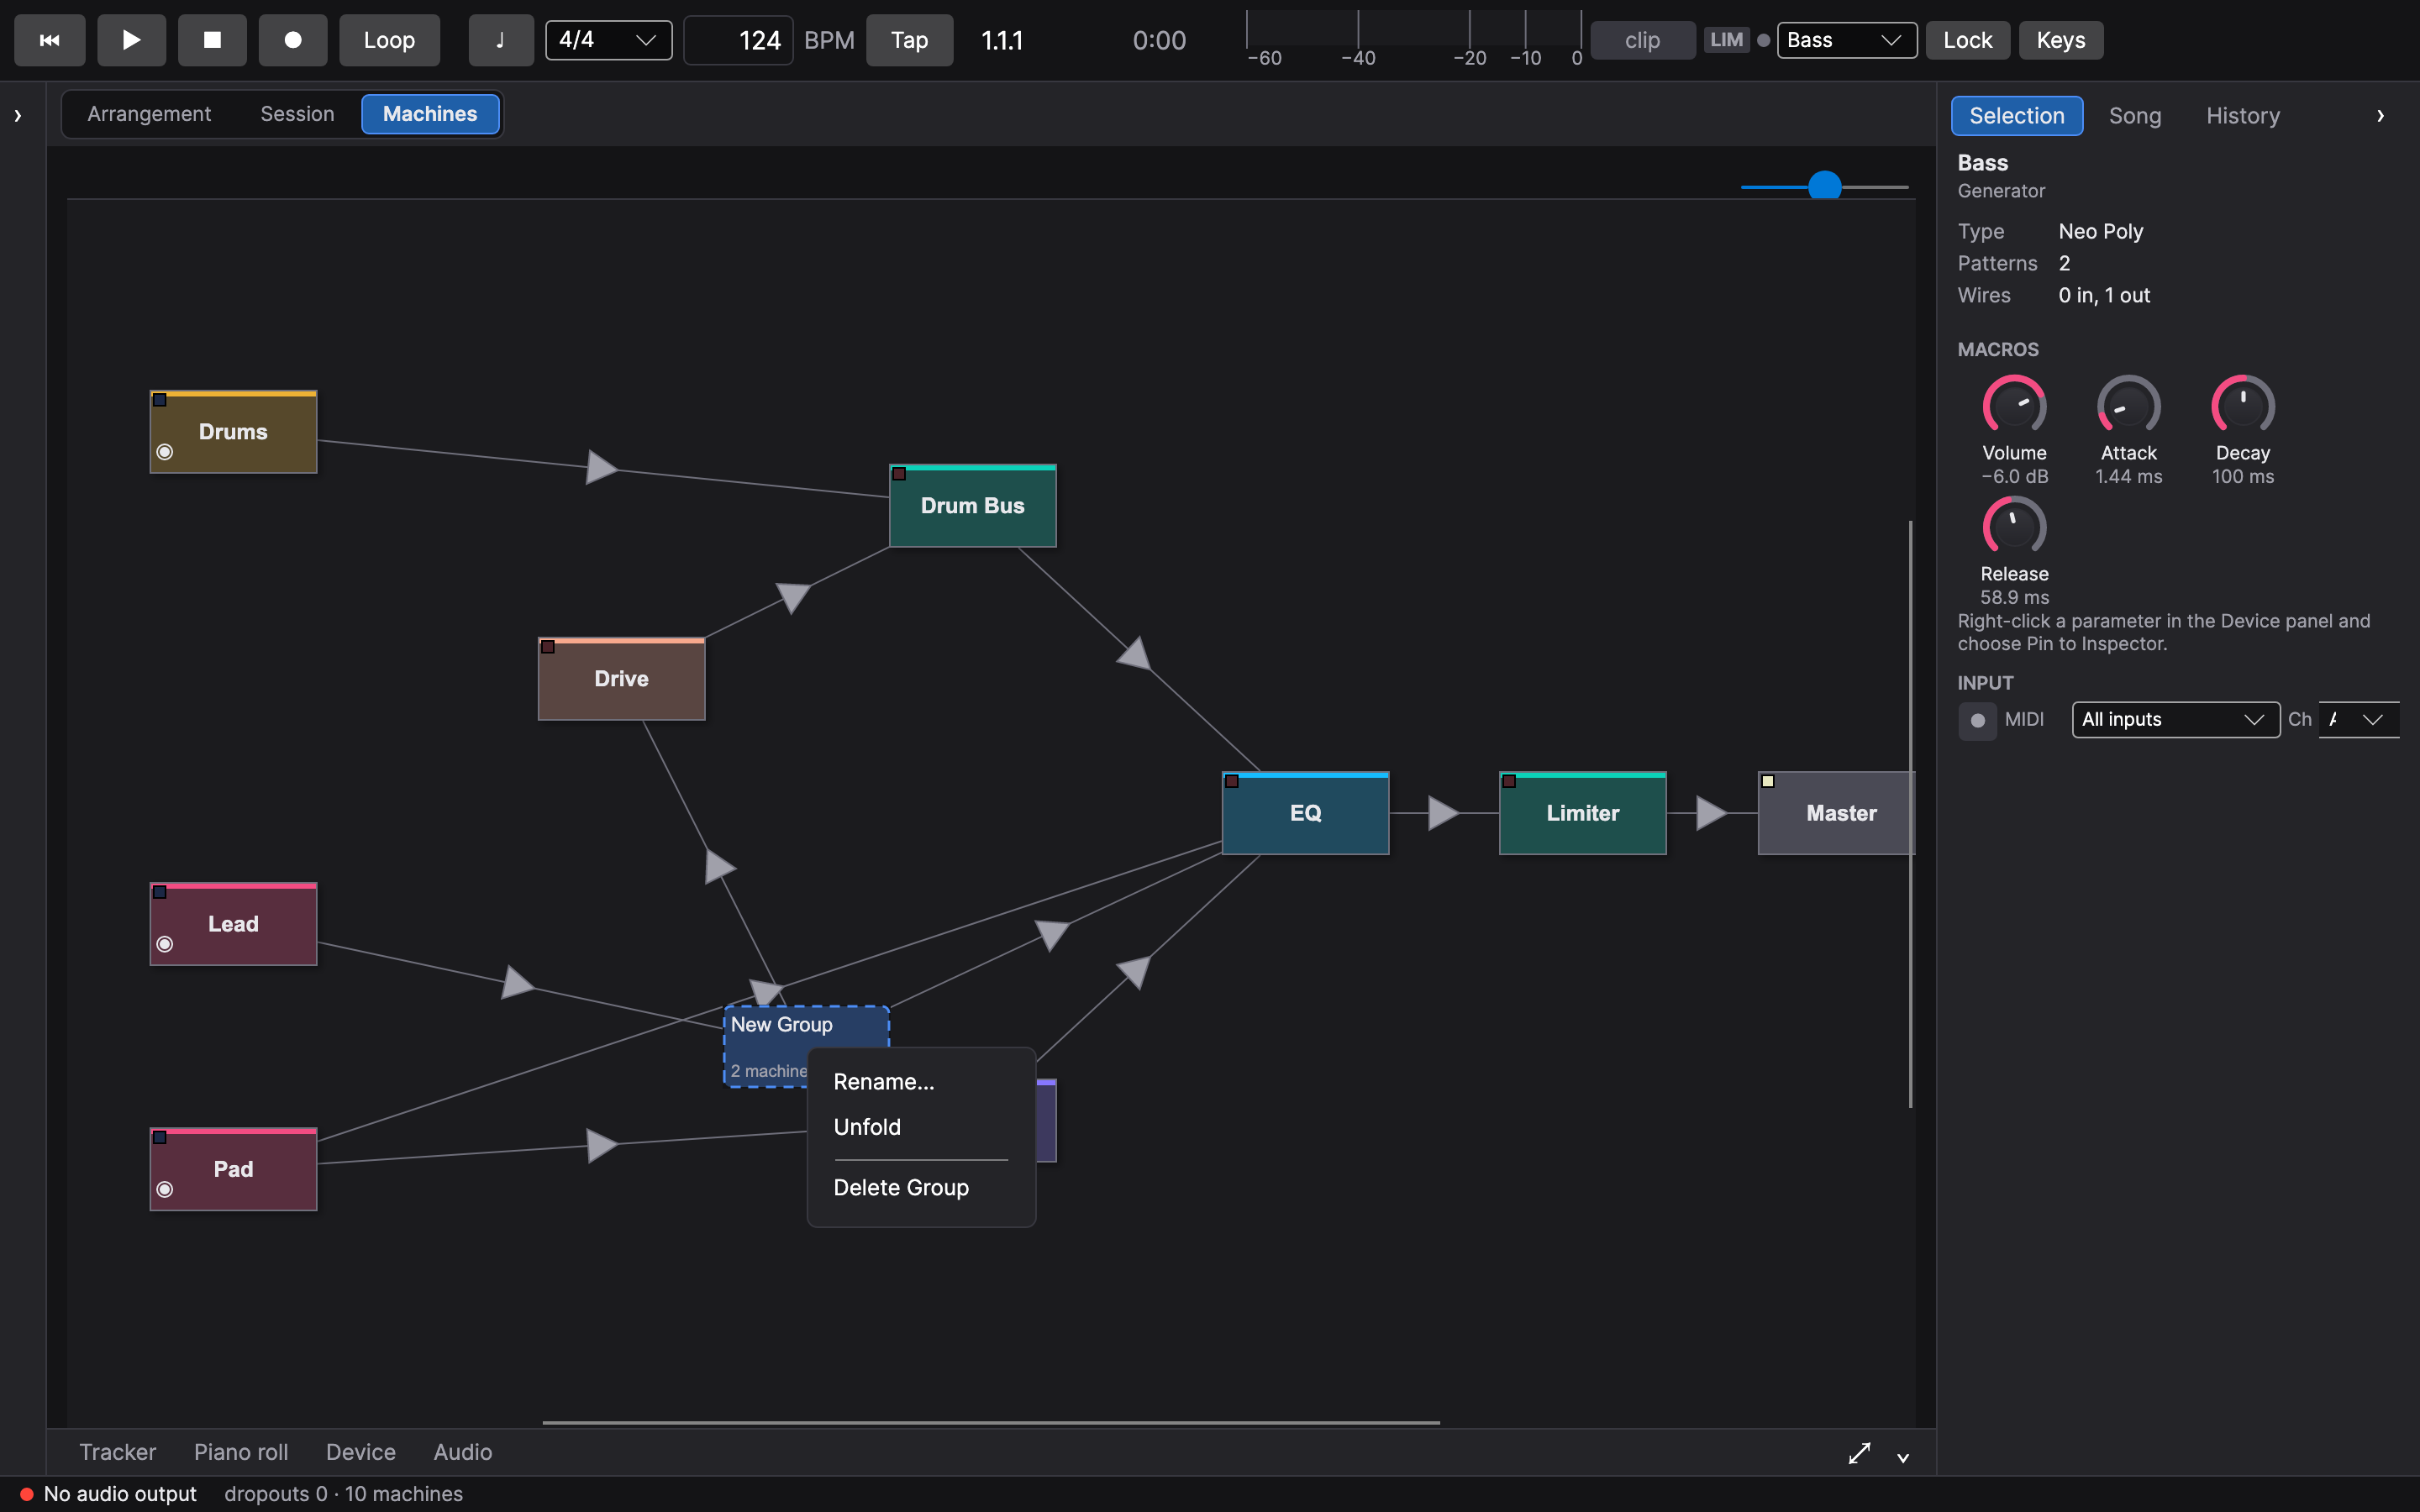 Loop
4/4
124 BPM
Tap
1.1.1
0:00
−60 −40 −20 −10 0
clip
LIM
Bass
Lock
Keys
Arrangement
Session
Machines
Selection
Song
History
Bass
Generator
Type Neo Poly
Patterns 2
Wires 0 in, 1 out
MACROS
Volume Attack Decay
−6.0 dB 1.44 ms 100 ms
Release
58.9 ms
Right-click a parameter in the Device panel and
choose Pin to Inspector.
INPUT
MIDI All inputs Ch
Drums
Drum Bus
Drive
EQ
Limiter
Master
Lead
New Group
2 machine
Pad
Rename...
Unfold
Delete Group
Tracker
Piano roll
Device
Audio
No audio output
dropouts 0 · 10 machines